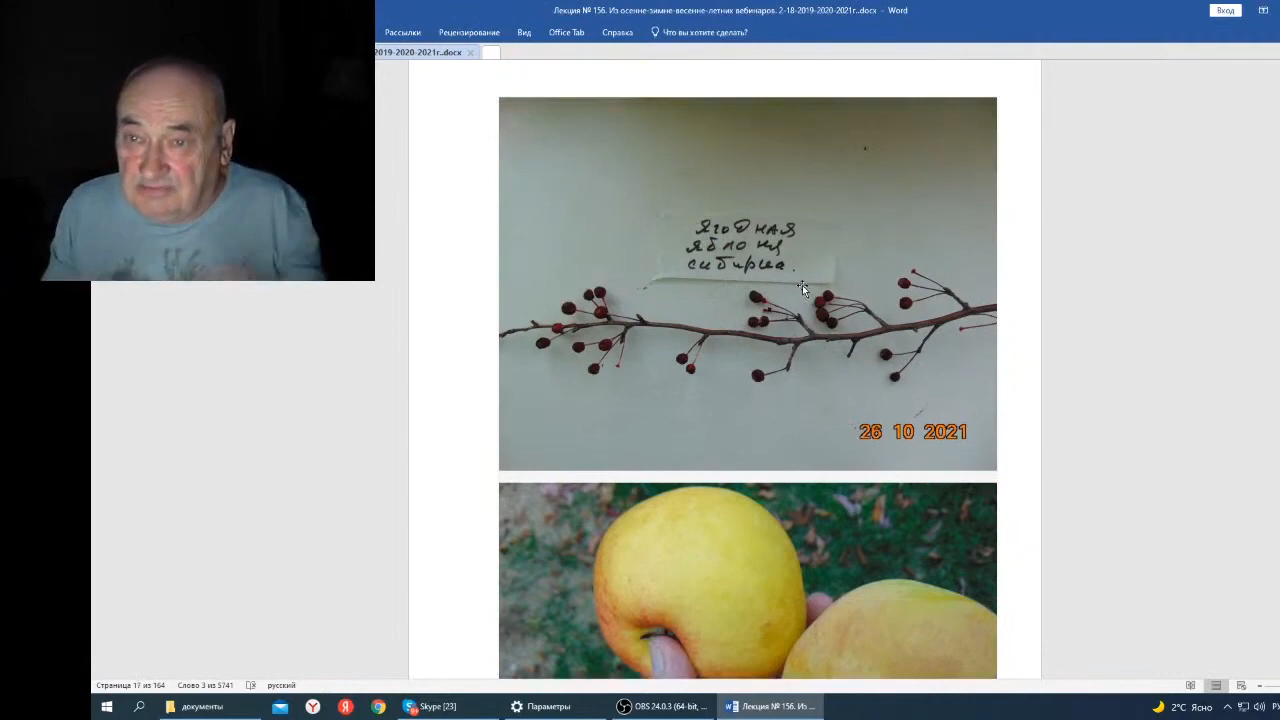 Лекция № 156. Из осенне-зимне-весенне-летних вебинаров. 2-18-2019-2020-2021г..docx - Word
Вход
Рассылки Рецензирование Вид Office Tab Справка Что вы хотите сделать?
2019-2020-2021г..docx
ЯГОДНАЯ
яблоня
сибирка.
26 10 2021
Страница 17 из 164 Слово 3 из 5741 русский
документы Skype [23] Параметры OBS 24.0.3 (64-bit, ... Лекция № 156. Из ... 2°C Ясно